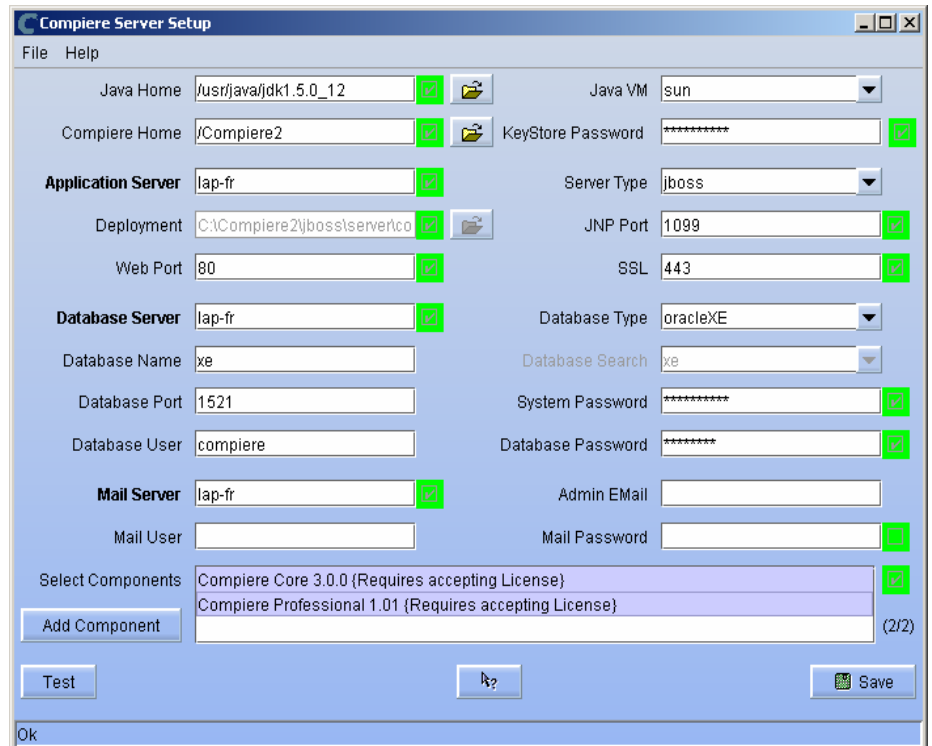 Compiere Server Setup
File Help
Java Home /usr/java/jdk1.5.0_12 Java VM sun
Compiere Home /Compiere2 KeyStore Password **********
Application Server lap-fr Server Type jboss
Deployment C:\Compiere2\jboss\server\co JNP Port 1099
Web Port 80 SSL 443
Database Server lap-fr Database Type oracleXE
Database Name xe Database Search xe
Database Port 1521 System Password **********
Database User compiere Database Password ********
Mail Server lap-fr Admin EMail
Mail User Mail Password
Select Components Compiere Core 3.0.0 {Requires accepting License}
Compiere Professional 1.01 {Requires accepting License}
Add Component (2/2)
Test ? Save
Ok